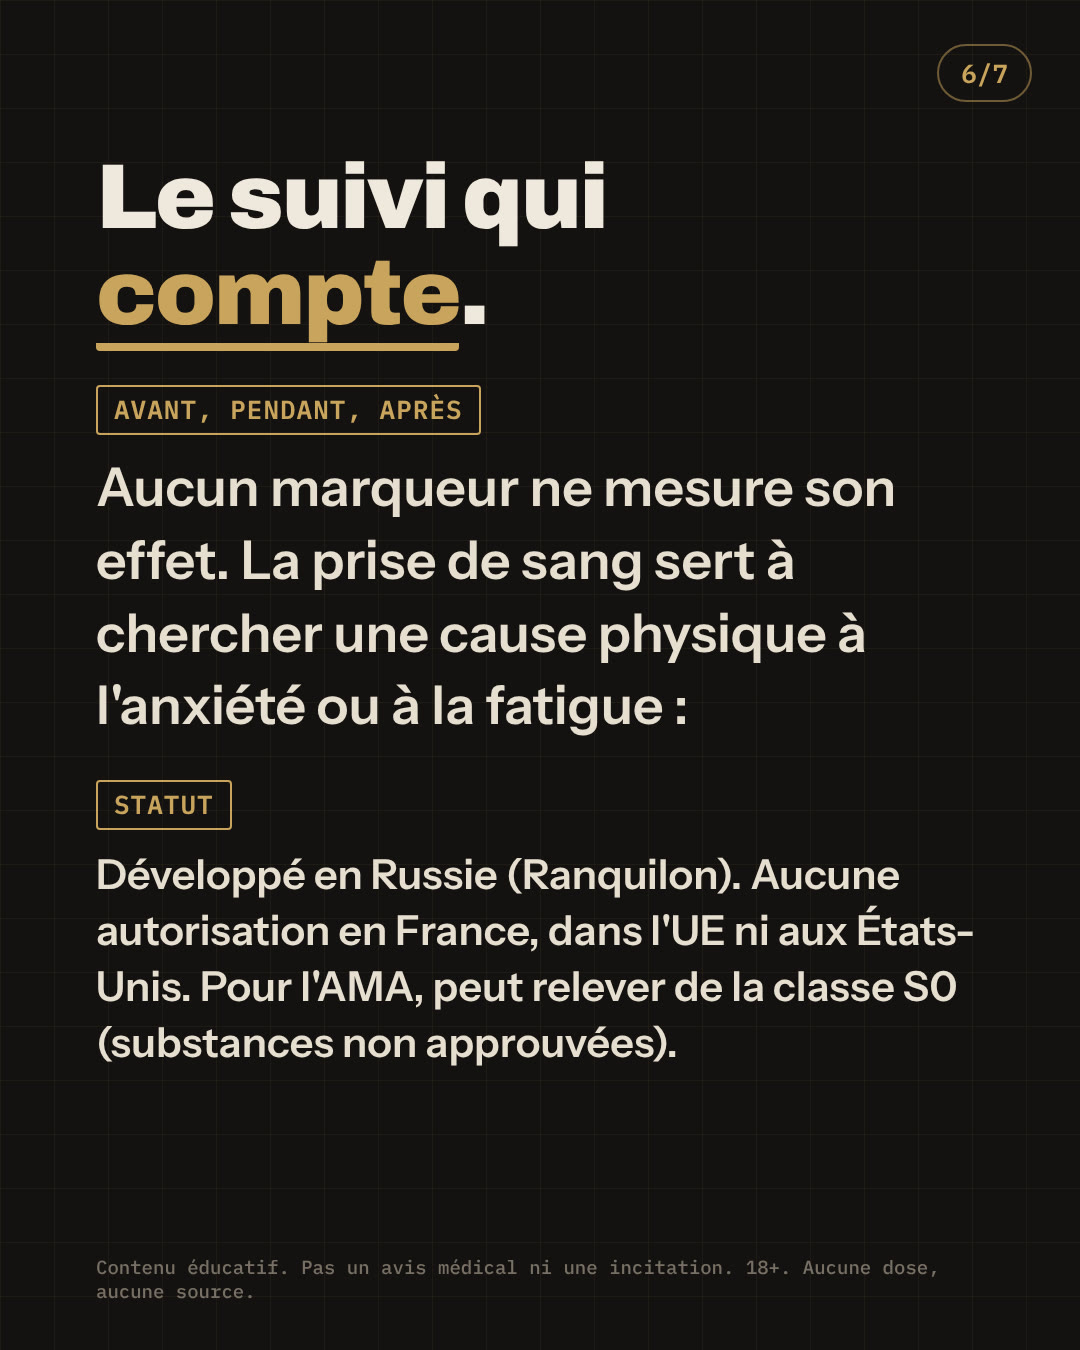 6/7
Le suivi qui
compte.
AVANT, PENDANT, APRÈS
Aucun marqueur ne mesure son
effet. La prise de sang sert à
chercher une cause physique à
l'anxiété ou à la fatigue :
STATUT
Développé en Russie (Ranquilon). Aucune
autorisation en France, dans l'UE ni aux États-
Unis. Pour l'AMA, peut relever de la classe S0
(substances non approuvées).
Contenu éducatif. Pas un avis médical ni une incitation. 18+. Aucune dose,
aucune source.